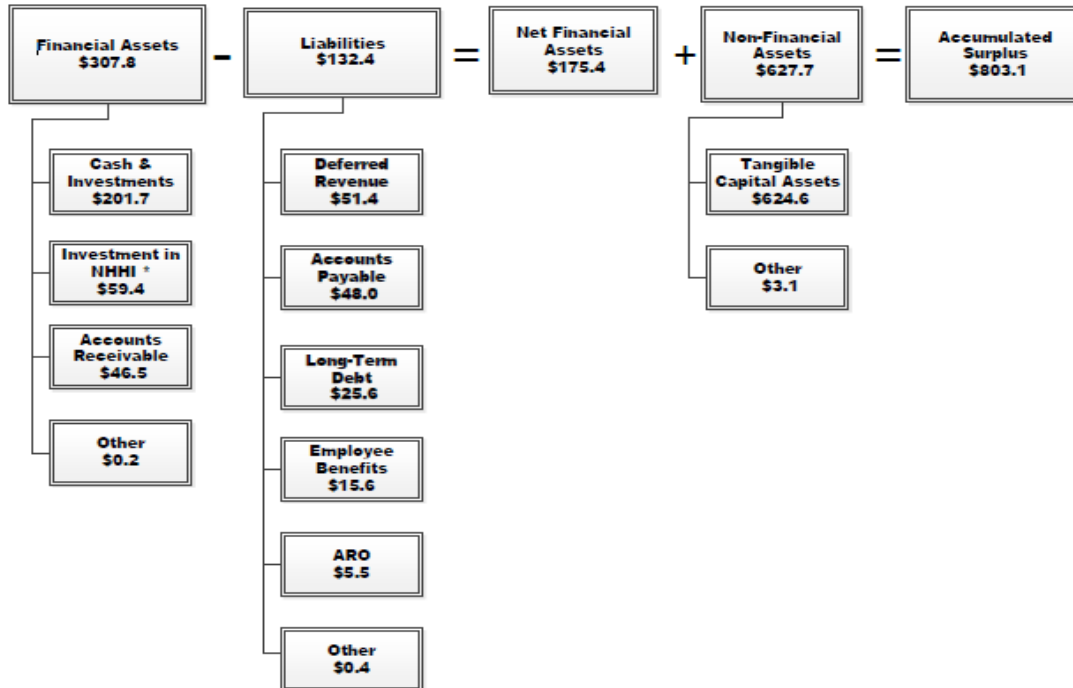 Financial Assets
$307.8
-
Liabilities
$132.4
=
Net Financial
Assets
$175.4
+
Non-Financial
Assets
$627.7
=
Accumulated
Surplus
$803.1
Cash &
Investments
$201.7
Investment in
NHHI *
$59.4
Accounts
Receivable
$46.5
Other
$0.2
Deferred
Revenue
$51.4
Accounts
Payable
$48.0
Long-Term
Debt
$25.6
Employee
Benefits
$15.6
ARO
$5.5
Other
$0.4
Tangible
Capital Assets
$624.6
Other
$3.1